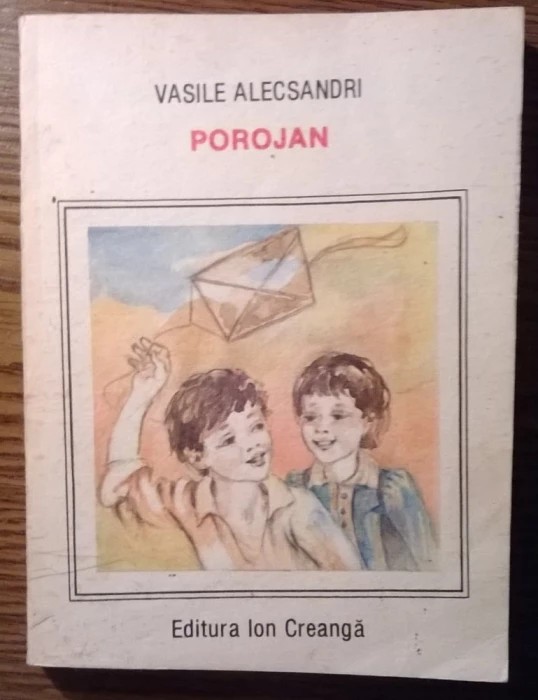 VASILE ALECSANDRI
POROJAN
Editura Ion Creangă